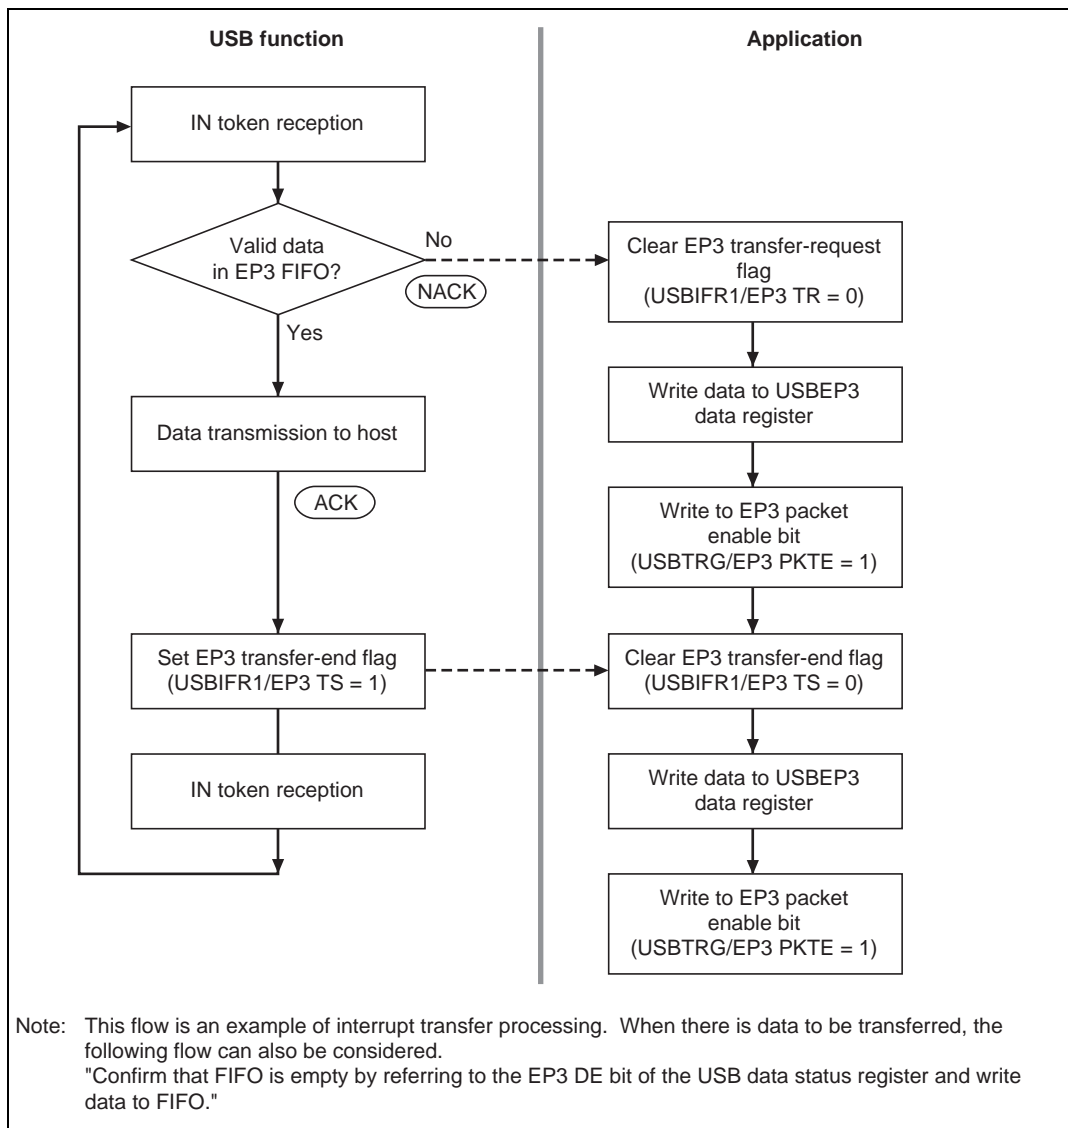 USB function
Application
IN token reception
Valid data
in EP3 FIFO?
No
NACK
Yes
Data transmission to host
ACK
Set EP3 transfer-end flag
(USBIFR1/EP3 TS = 1)
IN token reception
Clear EP3 transfer-request
flag
(USBIFR1/EP3 TR = 0)
Write data to USBEP3
data register
Write to EP3 packet
enable bit
(USBTRG/EP3 PKTE = 1)
Clear EP3 transfer-end flag
(USBIFR1/EP3 TS = 0)
Write data to USBEP3
data register
Write to EP3 packet
enable bit
(USBTRG/EP3 PKTE = 1)
Note: This flow is an example of interrupt transfer processing. When there is data to be transferred, the
following flow can also be considered.
"Confirm that FIFO is empty by referring to the EP3 DE bit of the USB data status register and write
data to FIFO."